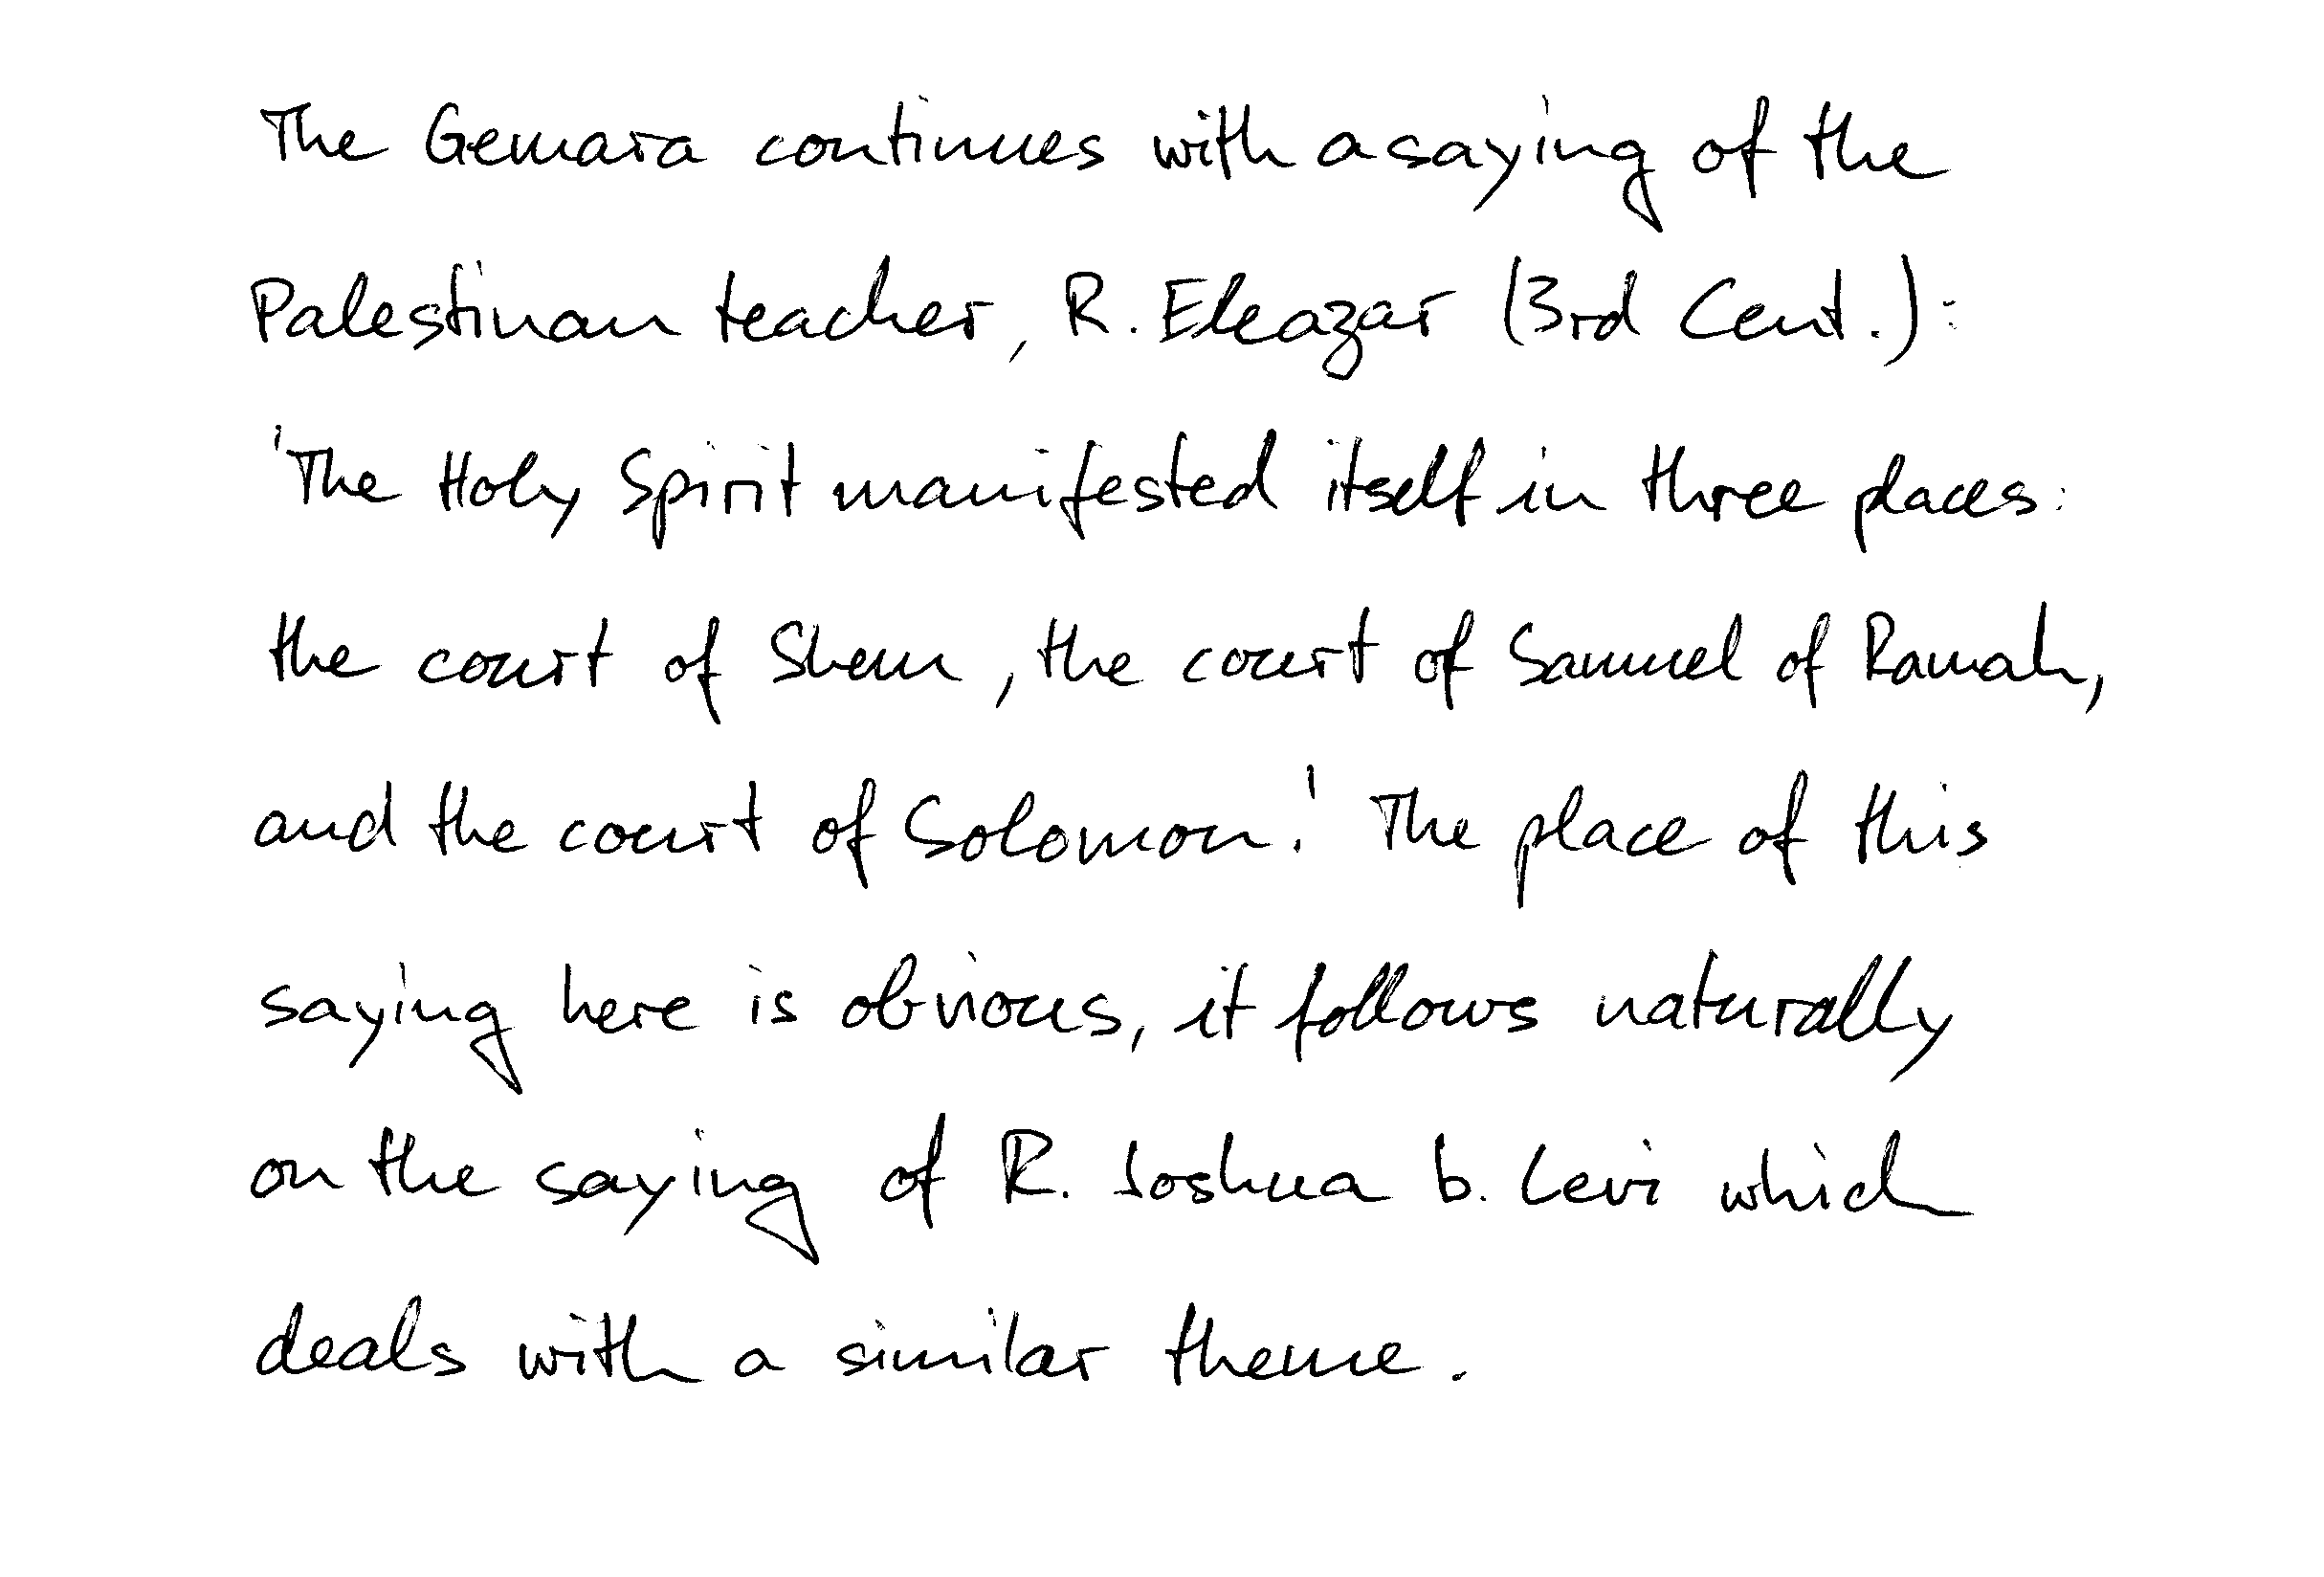 The Gemara continues with a saying of the
Palestinan teacher, R. Eleazar (3rd Cent.):
'The Holy Spirit manifested itself in three places:
the court of Shem, the court of Samuel of Ramah,
and the court of Solomon.' The place of this
saying here is obvious, it follows naturally
on the saying of R. Joshua b. Levi which
deals with a similar theme.